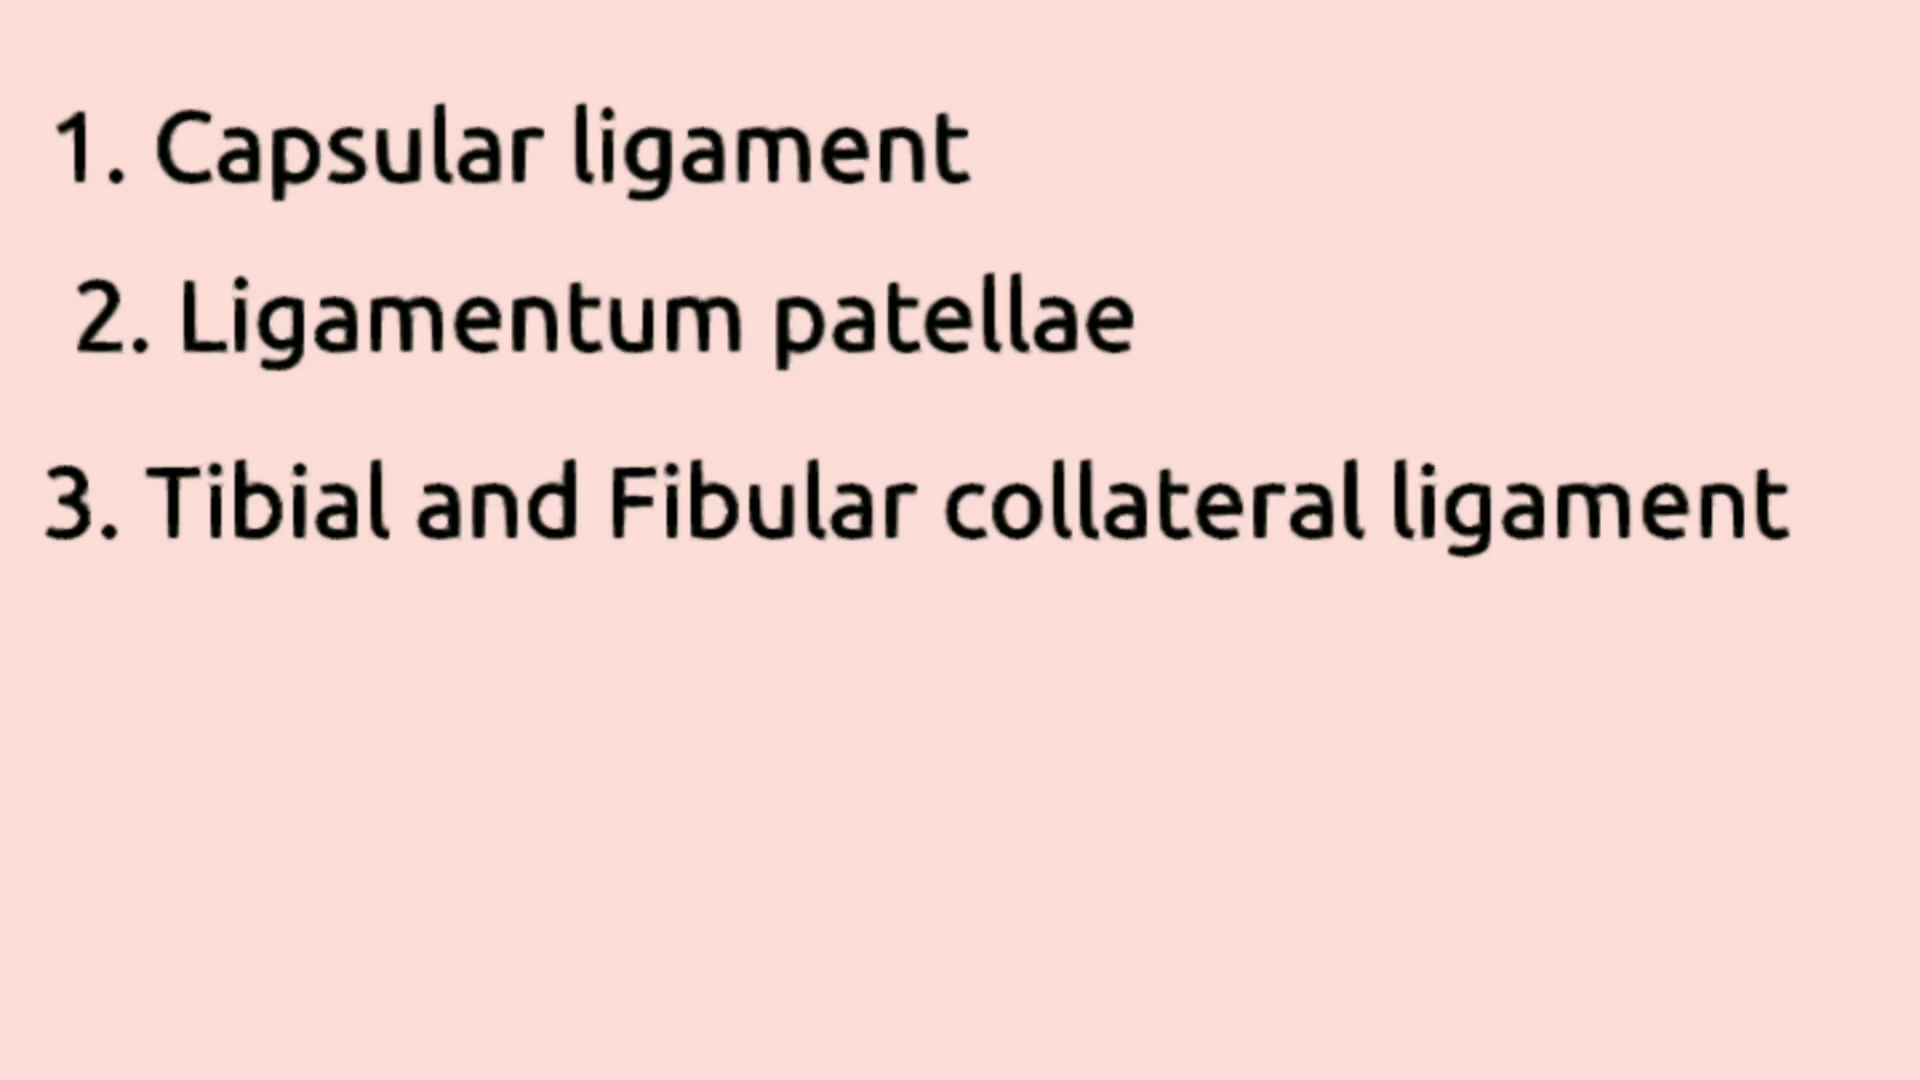 1. Capsular ligament
2. Ligamentum patellae
3. Tibial and Fibular collateral ligament